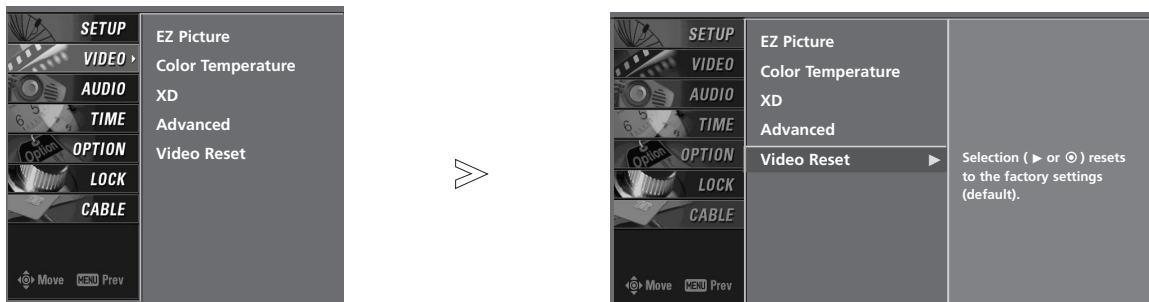 SETUP
VIDEO
AUDIO
TIME
OPTION
LOCK
CABLE
Move MENU Prev
EZ Picture
Color Temperature
XD
Advanced
Video Reset
SETUP
VIDEO
AUDIO
TIME
OPTION
LOCK
CABLE
Move MENU Prev
EZ Picture
Color Temperature
XD
Advanced
Video Reset ▶
Selection ( ▶ or ◉ ) resets
to the factory settings
(default).